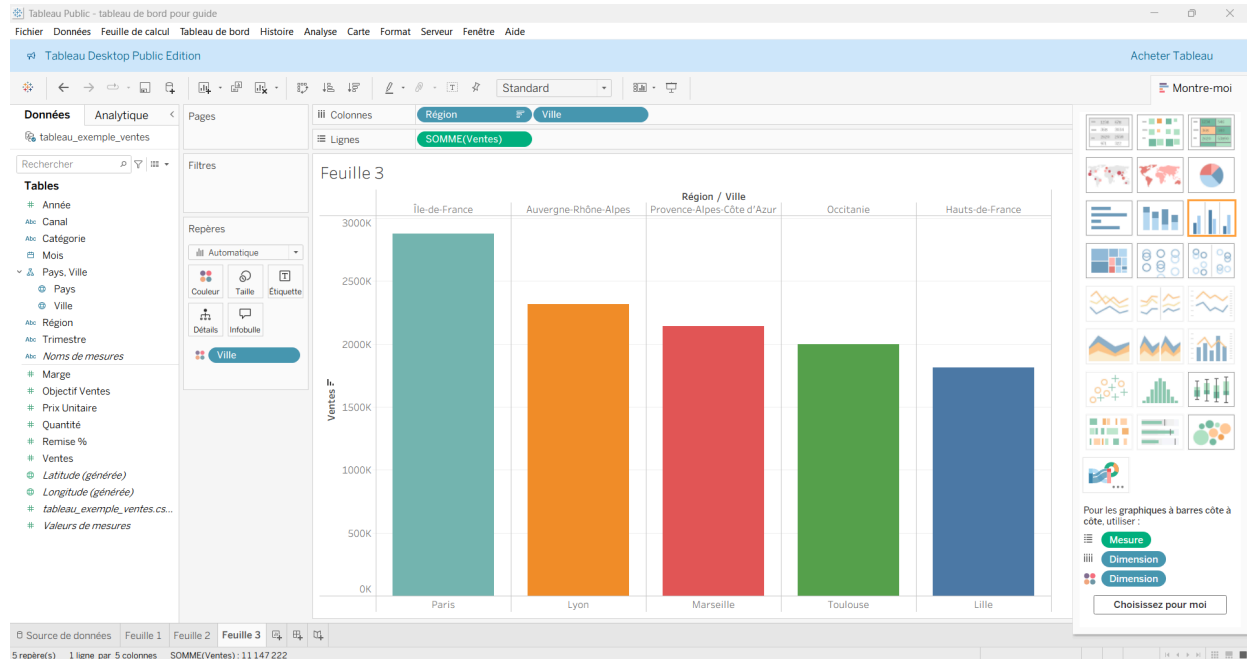 Tableau Public - tableau de bord pour guide
Fichier Données Feuille de calcul Tableau de bord Histoire Analyse Carte Format Serveur Fenêtre Aide
Tableau Desktop Public Edition
Acheter Tableau
Standard
Montre-moi
Données Analytique
tableau_exemple_ventes
Rechercher
Tables
# Année
Abc Canal
Abc Catégorie
Mois
Pays, Ville
Pays
Ville
Abc Région
Abc Trimestre
Abc Noms de mesures
# Marge
# Objectif Ventes
# Prix Unitaire
# Quantité
# Remise %
# Ventes
Latitude (générée)
Longitude (générée)
# tableau_exemple_ventes.cs...
# Valeurs de mesures
Pages
Filtres
Repères
Automatique
Couleur Taille Étiquette
Détails Infobulle
Ville
Colonnes Région Ville
Lignes SOMME(Ventes)
Feuille 3
Région / Ville
Île-de-France Auvergne-Rhône-Alpes Provence-Alpes-Côte d'Azur Occitanie Hauts-de-France
3000K
2500K
2000K
1500K
1000K
500K
0K
Ventes
Paris Lyon Marseille Toulouse Lille
Pour les graphiques à barres côte à
côte, utiliser :
Mesure
Dimension
Dimension
Choisissez pour moi
Source de données Feuille 1 Feuille 2 Feuille 3
5 repère(s) 1 ligne par 5 colonnes SOMME(Ventes) : 11 147 222